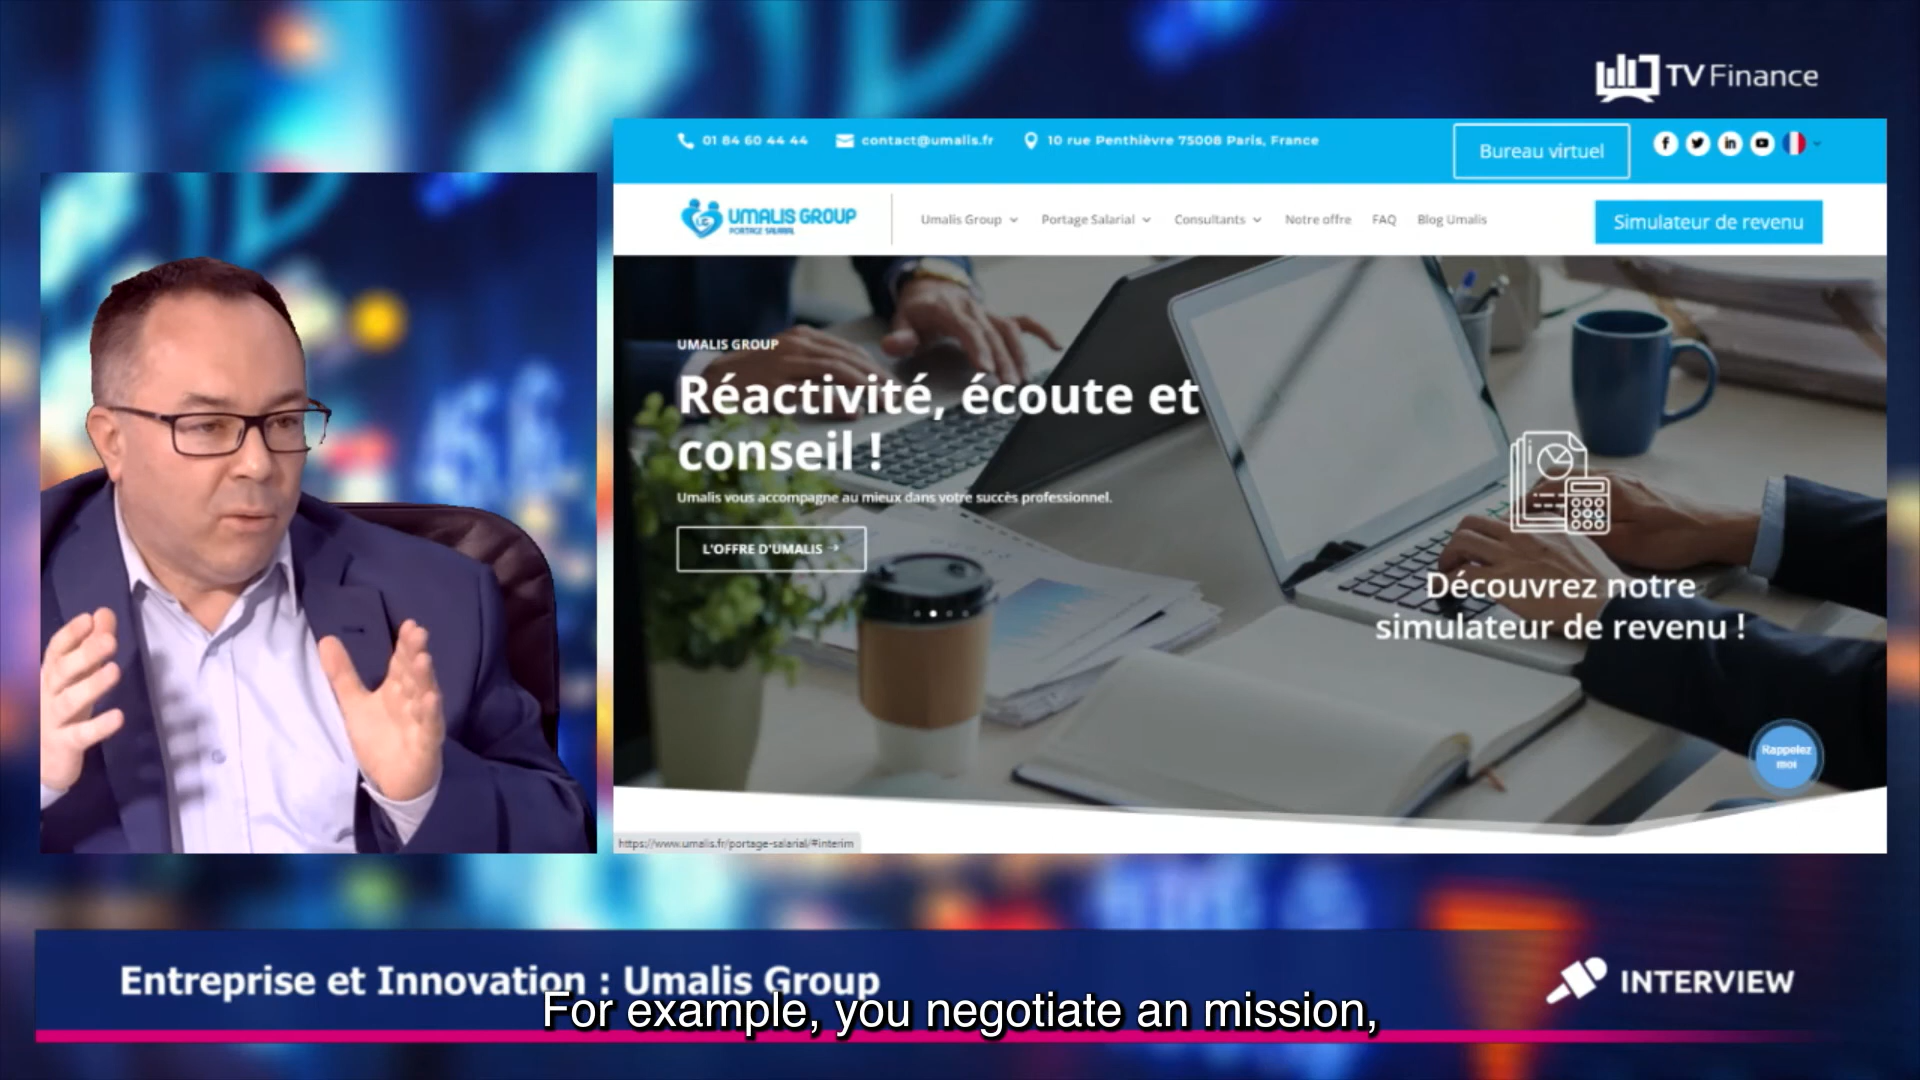 TV Finance
01 84 60 44 44
contact@umalis.fr
10 rue Penthièvre 75008 Paris, France
Bureau virtuel
UMALIS GROUP
PORTAGE SALARIAL
Umalis Group
Portage Salarial
Consultants
Notre offre
FAQ
Blog Umalis
Simulateur de revenu
UMALIS GROUP
Réactivité, écoute et
conseil !
Umalis vous accompagne au mieux dans votre succès professionnel.
L'OFFRE D'UMALIS
Découvrez notre
simulateur de revenu !
Rappelez
moi
https://www.umalis.fr/portage-salarial/#interim
Entreprise et Innovation : Umalis Group
INTERVIEW
For example, you negotiate an mission,